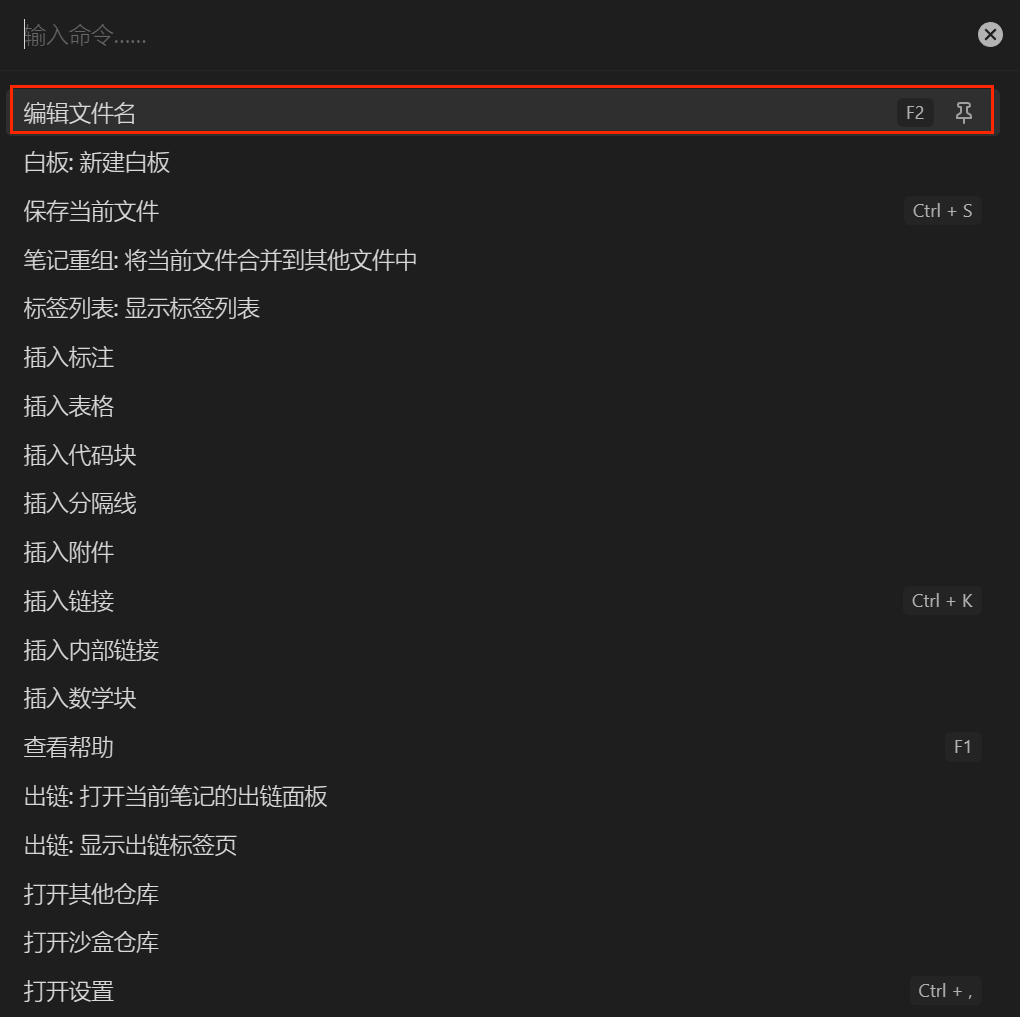 输入命令......
编辑文件名 F2
白板: 新建白板
保存当前文件 Ctrl + S
笔记重组: 将当前文件合并到其他文件中
标签列表: 显示标签列表
插入标注
插入表格
插入代码块
插入分隔线
插入附件
插入链接 Ctrl + K
插入内部链接
插入数学块
查看帮助 F1
出链: 打开当前笔记的出链面板
出链: 显示出链标签页
打开其他仓库
打开沙盒仓库
打开设置 Ctrl + ,